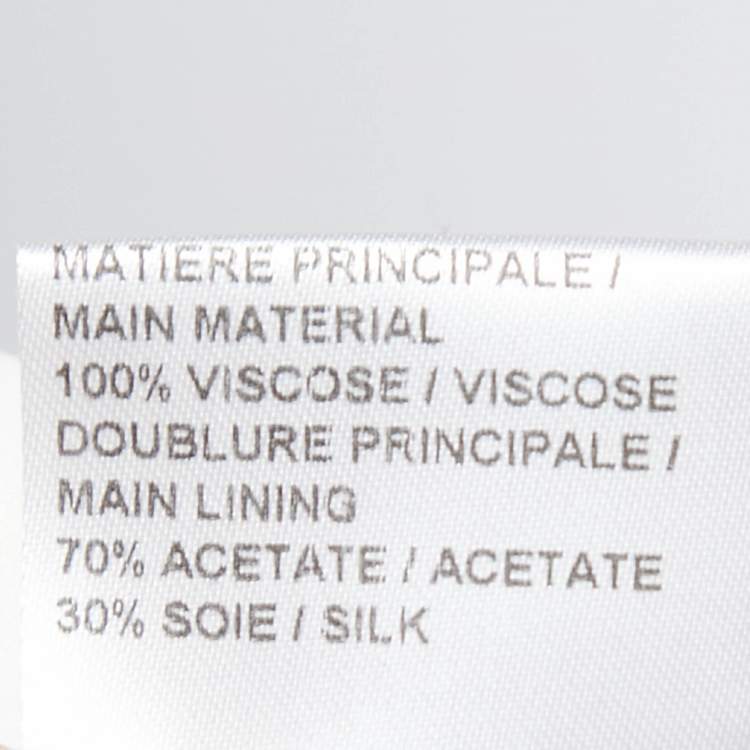 MATIERE PRINCIPALE /
MAIN MATERIAL
100% VISCOSE / VISCOSE
DOUBLURE PRINCIPALE /
MAIN LINING
70% ACETATE / ACETATE
30% SOIE / SILK